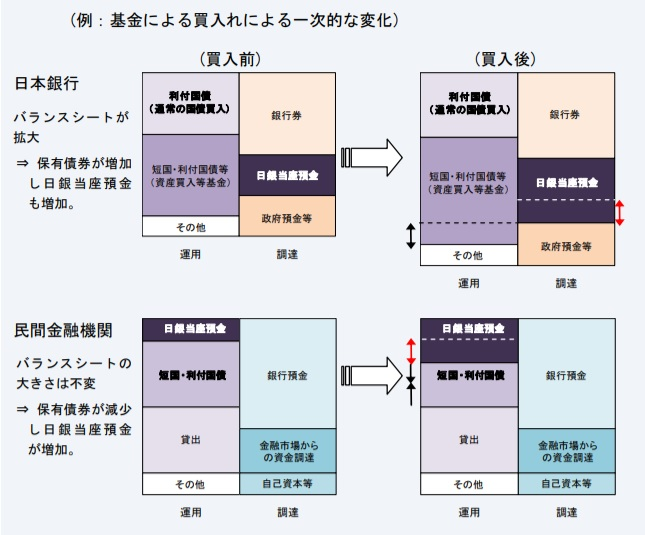 （例：基金による買入れによる一次的な変化）
（買入前）
（買入後）
日本銀行
バランスシートが
拡大
⇒ 保有債券が増加
し日銀当座預金
も増加。
利付国債
（通常の国債買入）
短国・利付国債等
（資産買入等基金）
その他
運用
銀行券
日銀当座預金
政府預金等
調達
利付国債
（通常の国債買入）
短国・利付国債等
（資産買入等基金）
その他
運用
銀行券
日銀当座預金
政府預金等
調達
民間金融機関
バランスシートの
大きさは不変
⇒ 保有債券が減少
し日銀当座預金
が増加。
日銀当座預金
短国・利付国債
貸出
その他
運用
銀行預金
金融市場から
の資金調達
自己資本等
調達
日銀当座預金
短国・利付国債
貸出
その他
運用
銀行預金
金融市場から
の資金調達
自己資本等
調達